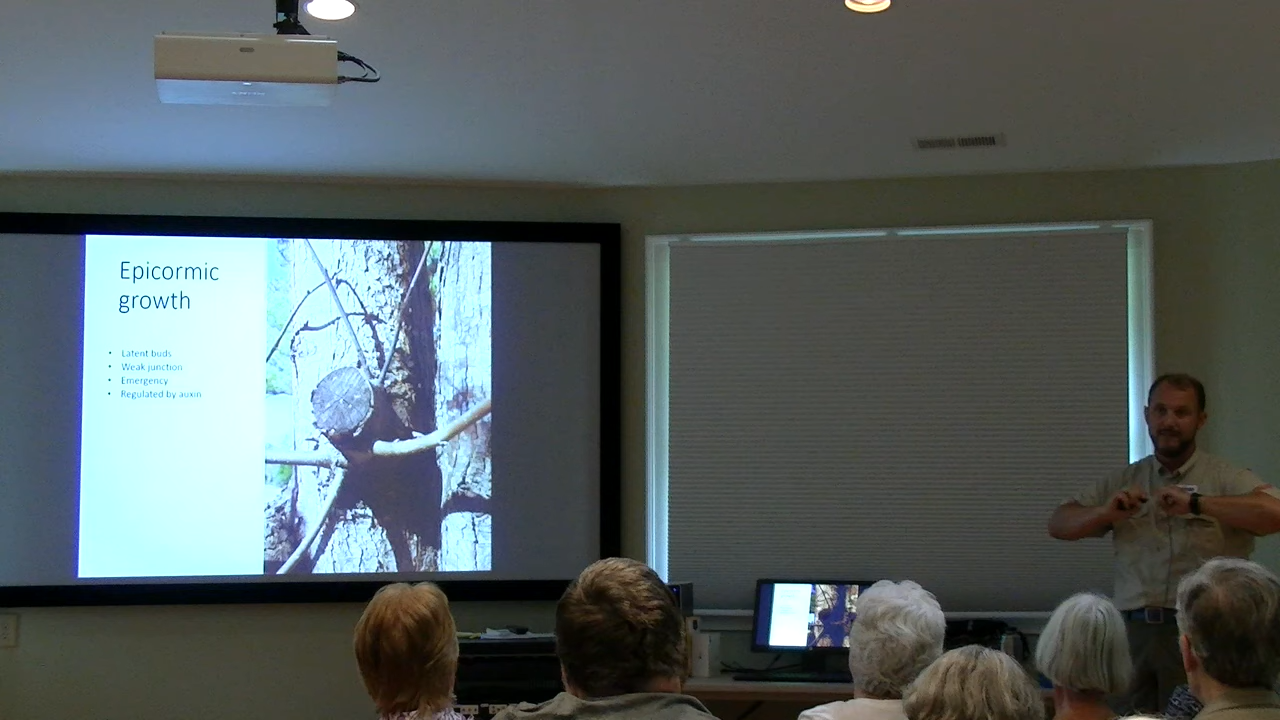 Epicormic
growth
• Latent buds
• Weak junction
• Emergency
• Regulated by auxin